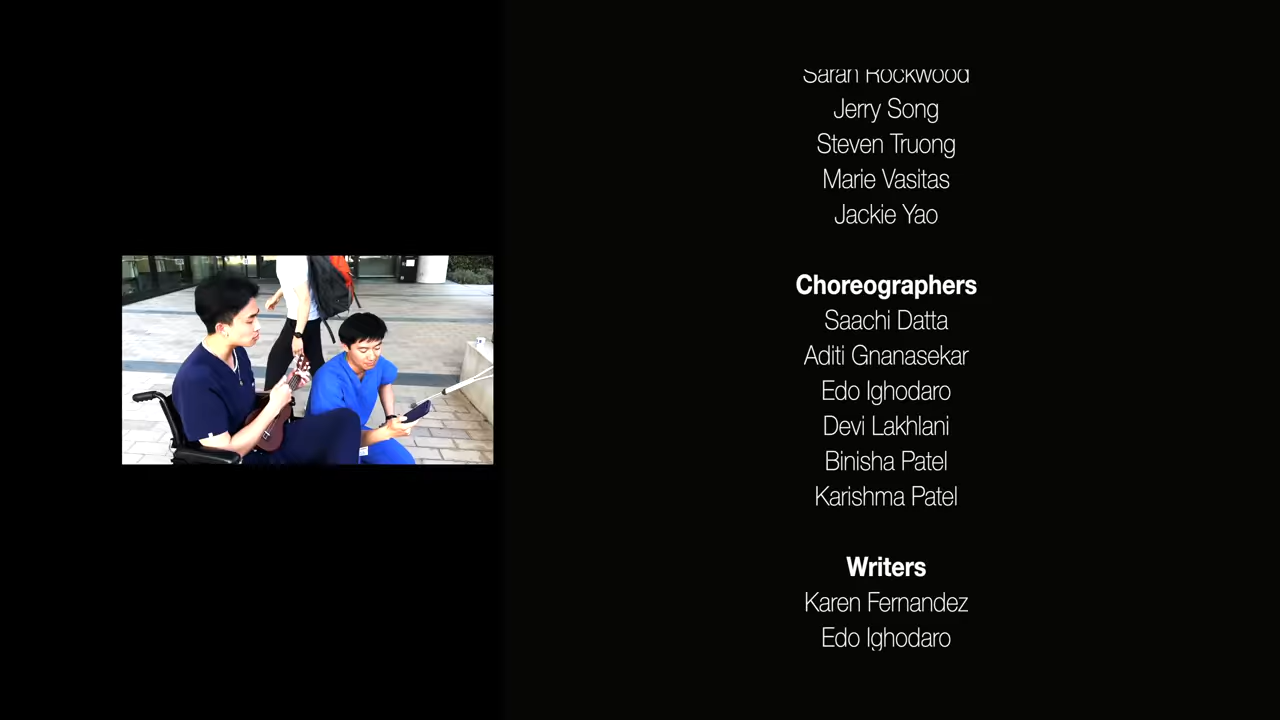 Sarah Rockwood
Jerry Song
Steven Truong
Marie Vasitas
Jackie Yao
Choreographers
Saachi Datta
Aditi Gnanasekar
Edo Ighodaro
Devi Lakhlani
Binisha Patel
Karishma Patel
Writers
Karen Fernandez
Edo Ighodaro